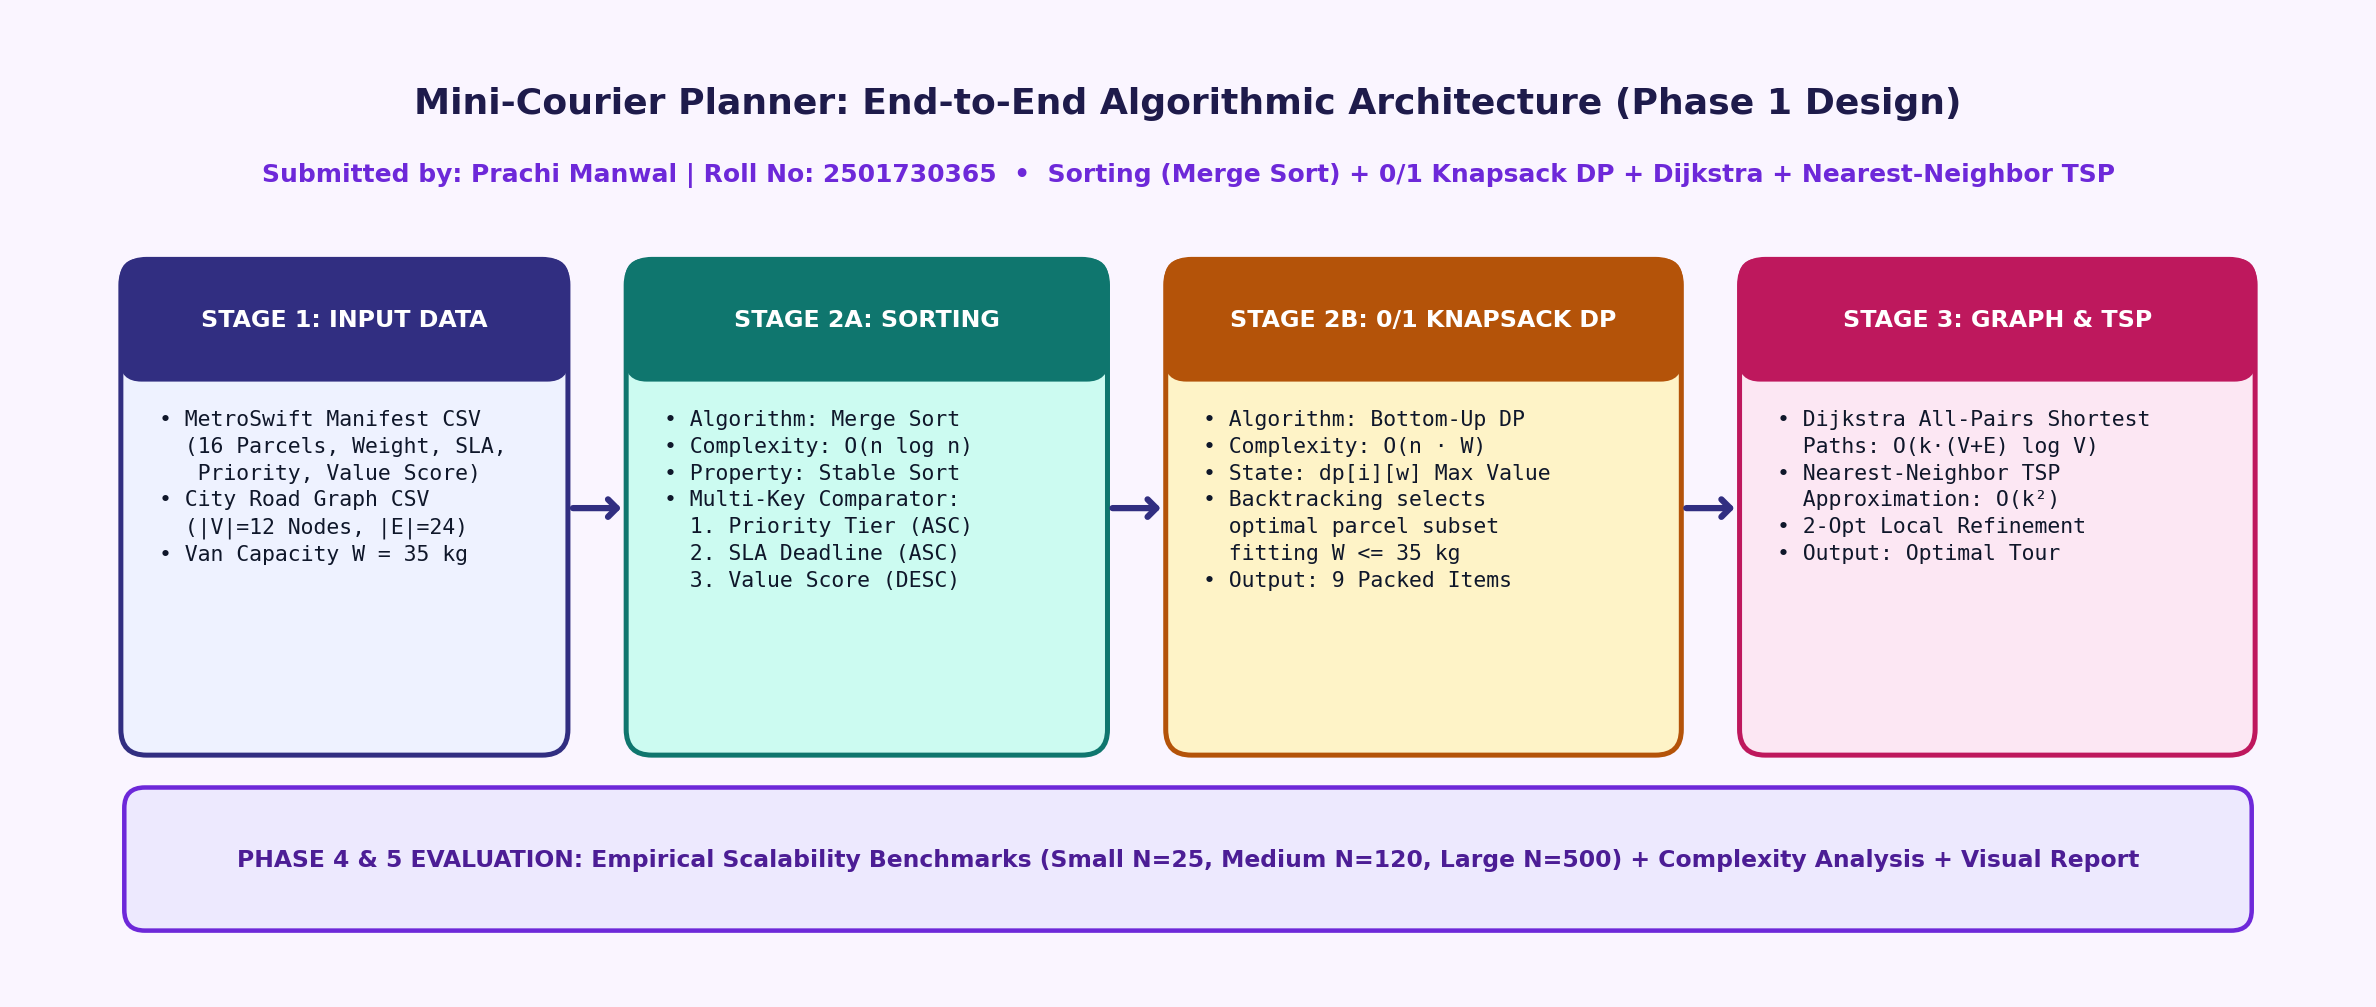 Mini-Courier Planner: End-to-End Algorithmic Architecture (Phase 1 Design)
Submitted by: Prachi Manwal | Roll No: 2501730365 • Sorting (Merge Sort) + 0/1 Knapsack DP + Dijkstra + Nearest-Neighbor TSP
STAGE 1: INPUT DATA
• MetroSwift Manifest CSV
(16 Parcels, Weight, SLA,
Priority, Value Score)
• City Road Graph CSV
(|V|=12 Nodes, |E|=24)
• Van Capacity W = 35 kg
STAGE 2A: SORTING
• Algorithm: Merge Sort
• Complexity: O(n log n)
• Property: Stable Sort
• Multi-Key Comparator:
1. Priority Tier (ASC)
2. SLA Deadline (ASC)
3. Value Score (DESC)
STAGE 2B: 0/1 KNAPSACK DP
• Algorithm: Bottom-Up DP
• Complexity: O(n · W)
• State: dp[i][w] Max Value
• Backtracking selects
optimal parcel subset
fitting W <= 35 kg
• Output: 9 Packed Items
STAGE 3: GRAPH & TSP
• Dijkstra All-Pairs Shortest
Paths: O(k·(V+E) log V)
• Nearest-Neighbor TSP
Approximation: O(k²)
• 2-Opt Local Refinement
• Output: Optimal Tour
PHASE 4 & 5 EVALUATION: Empirical Scalability Benchmarks (Small N=25, Medium N=120, Large N=500) + Complexity Analysis + Visual Report